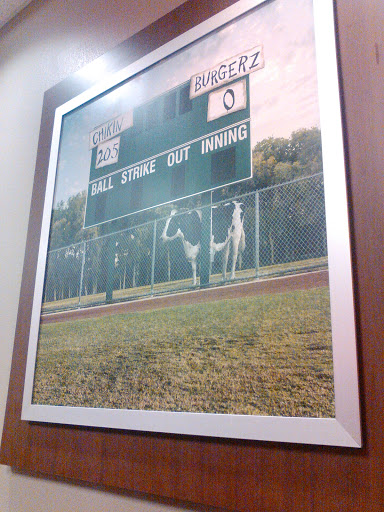 CHIKIN BURGERZ
205 0
BALL STRIKE OUT INNING